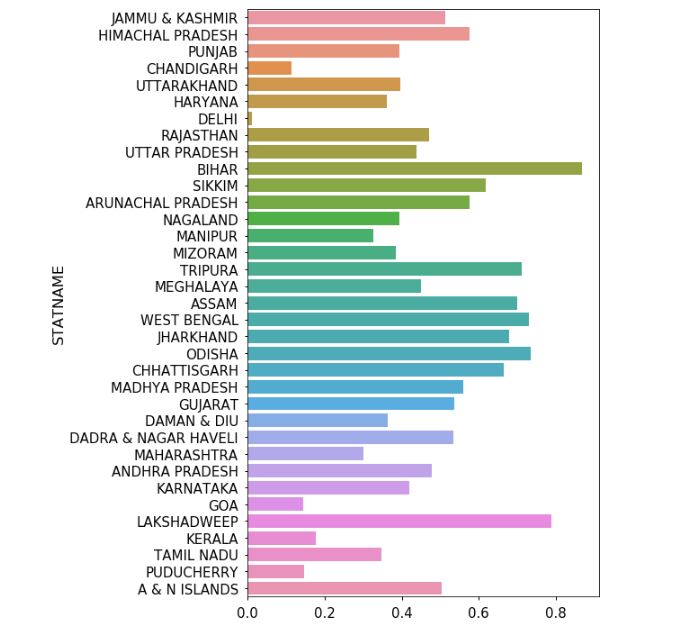 STATNAME
JAMMU & KASHMIR
HIMACHAL PRADESH
PUNJAB
CHANDIGARH
UTTARAKHAND
HARYANA
DELHI
RAJASTHAN
UTTAR PRADESH
BIHAR
SIKKIM
ARUNACHAL PRADESH
NAGALAND
MANIPUR
MIZORAM
TRIPURA
MEGHALAYA
ASSAM
WEST BENGAL
JHARKHAND
ODISHA
CHHATTISGARH
MADHYA PRADESH
GUJARAT
DAMAN & DIU
DADRA & NAGAR HAVELI
MAHARASHTRA
ANDHRA PRADESH
KARNATAKA
GOA
LAKSHADWEEP
KERALA
TAMIL NADU
PUDUCHERRY
A & N ISLANDS
0.0 0.2 0.4 0.6 0.8